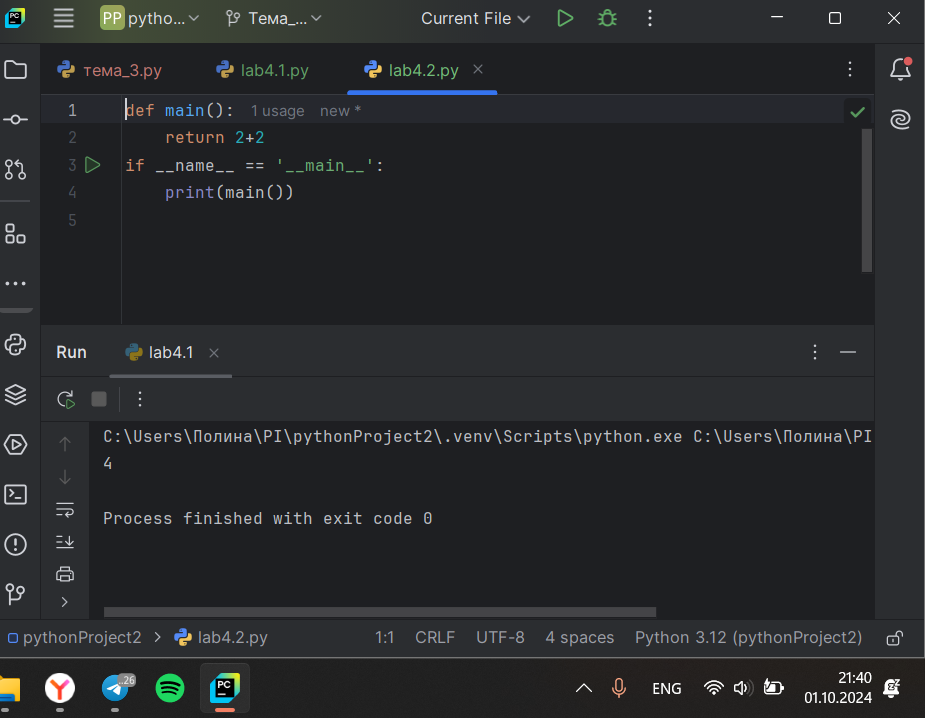 PC
PP pytho... Тема_... Current File
тема_3.py lab4.1.py lab4.2.py
1 def main(): 1 usage new *
2 return 2+2
3 if __name__ == '__main__':
4 print(main())
5
Run lab4.1
C:\Users\Полина\PI\pythonProject2\.venv\Scripts\python.exe C:\Users\Полина\PI
4
Process finished with exit code 0
pythonProject2 > lab4.2.py 1:1 CRLF UTF-8 4 spaces Python 3.12 (pythonProject2)
..26 PC ENG 21:40
01.10.2024